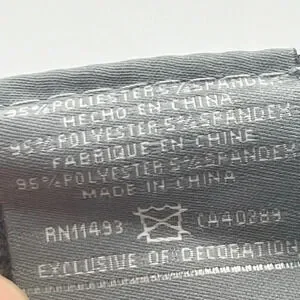 95% POLIESTER 5% SPANDEX
HECHO EN CHINA
95% POLYESTER 5% SPANDEX
FABRIQUE EN CHINE
95% POLYESTER 5% SPANDEX
MADE IN CHINA
RN11493 CA40289
EXCLUSIVE OF DECORATION